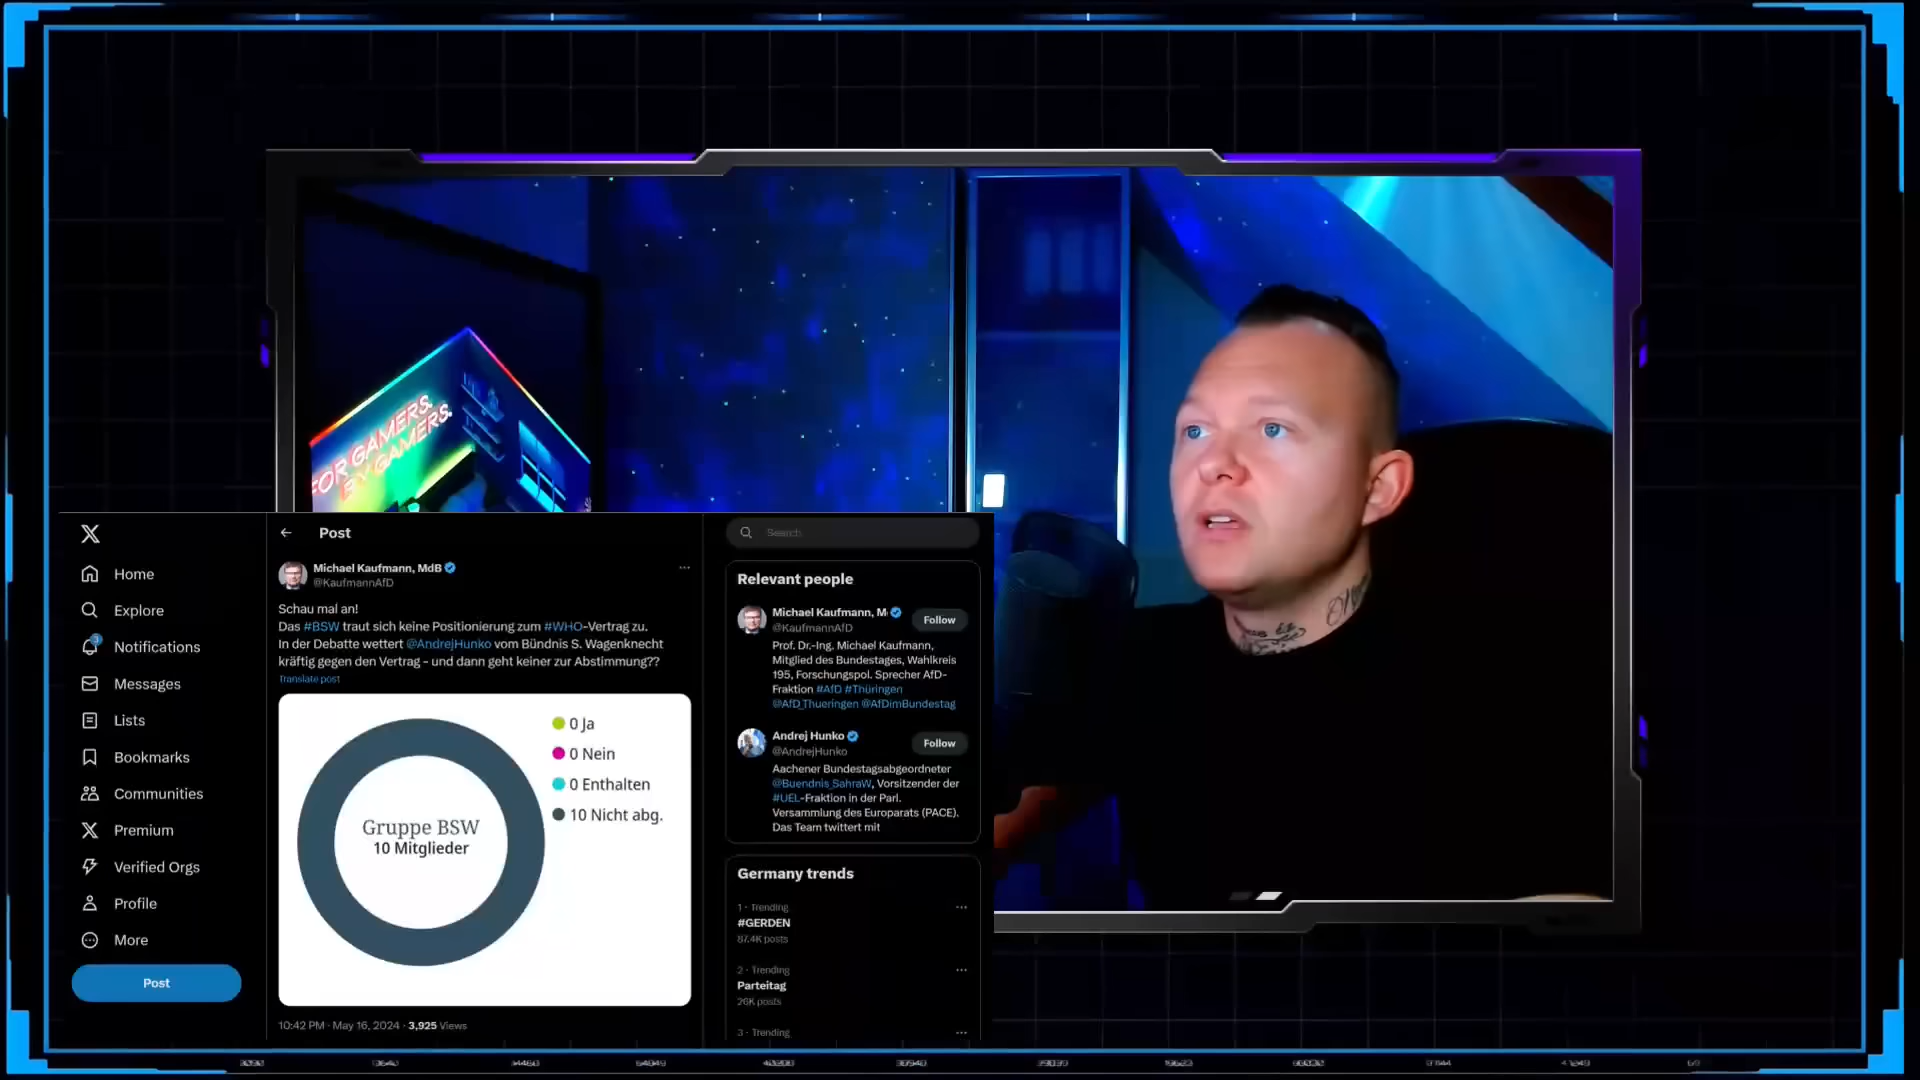 FOR GAMERS.
BY GAMERS.
Home
Explore
3
Notifications
Messages
Lists
Bookmarks
Communities
Premium
Verified Orgs
Profile
More
Post
Post
Michael Kaufmann, MdB
@KaufmannAfD
Schau mal an!
Das #BSW traut sich keine Positionierung zum #WHO-Vertrag zu.
In der Debatte wettert @AndrejHunko vom Bündnis S. Wagenknecht
kräftig gegen den Vertrag - und dann geht keiner zur Abstimmung??
Translate post
Gruppe BSW
10 Mitglieder
0 Ja
0 Nein
0 Enthalten
10 Nicht abg.
10:42 PM · May 16, 2024 · 3,925 Views
Search
Relevant people
Michael Kaufmann, M
Follow
@KaufmannAfD
Prof. Dr.-Ing. Michael Kaufmann,
Mitglied des Bundestages, Wahlkreis
195, Forschungspol. Sprecher AfD-
Fraktion #AfD #Thüringen
@AfD_Thueringen @AfDimBundestag
Andrej Hunko
Follow
@AndrejHunko
Aachener Bundestagsabgeordneter
@Buendnis_SahraW, Vorsitzender der
#UEL-Fraktion in der Parl.
Versammlung des Europarats (PACE).
Das Team twittert mit
Germany trends
1 · Trending
#GERDEN
87.4K posts
2 · Trending
Parteitag
26K posts
3 · Trending